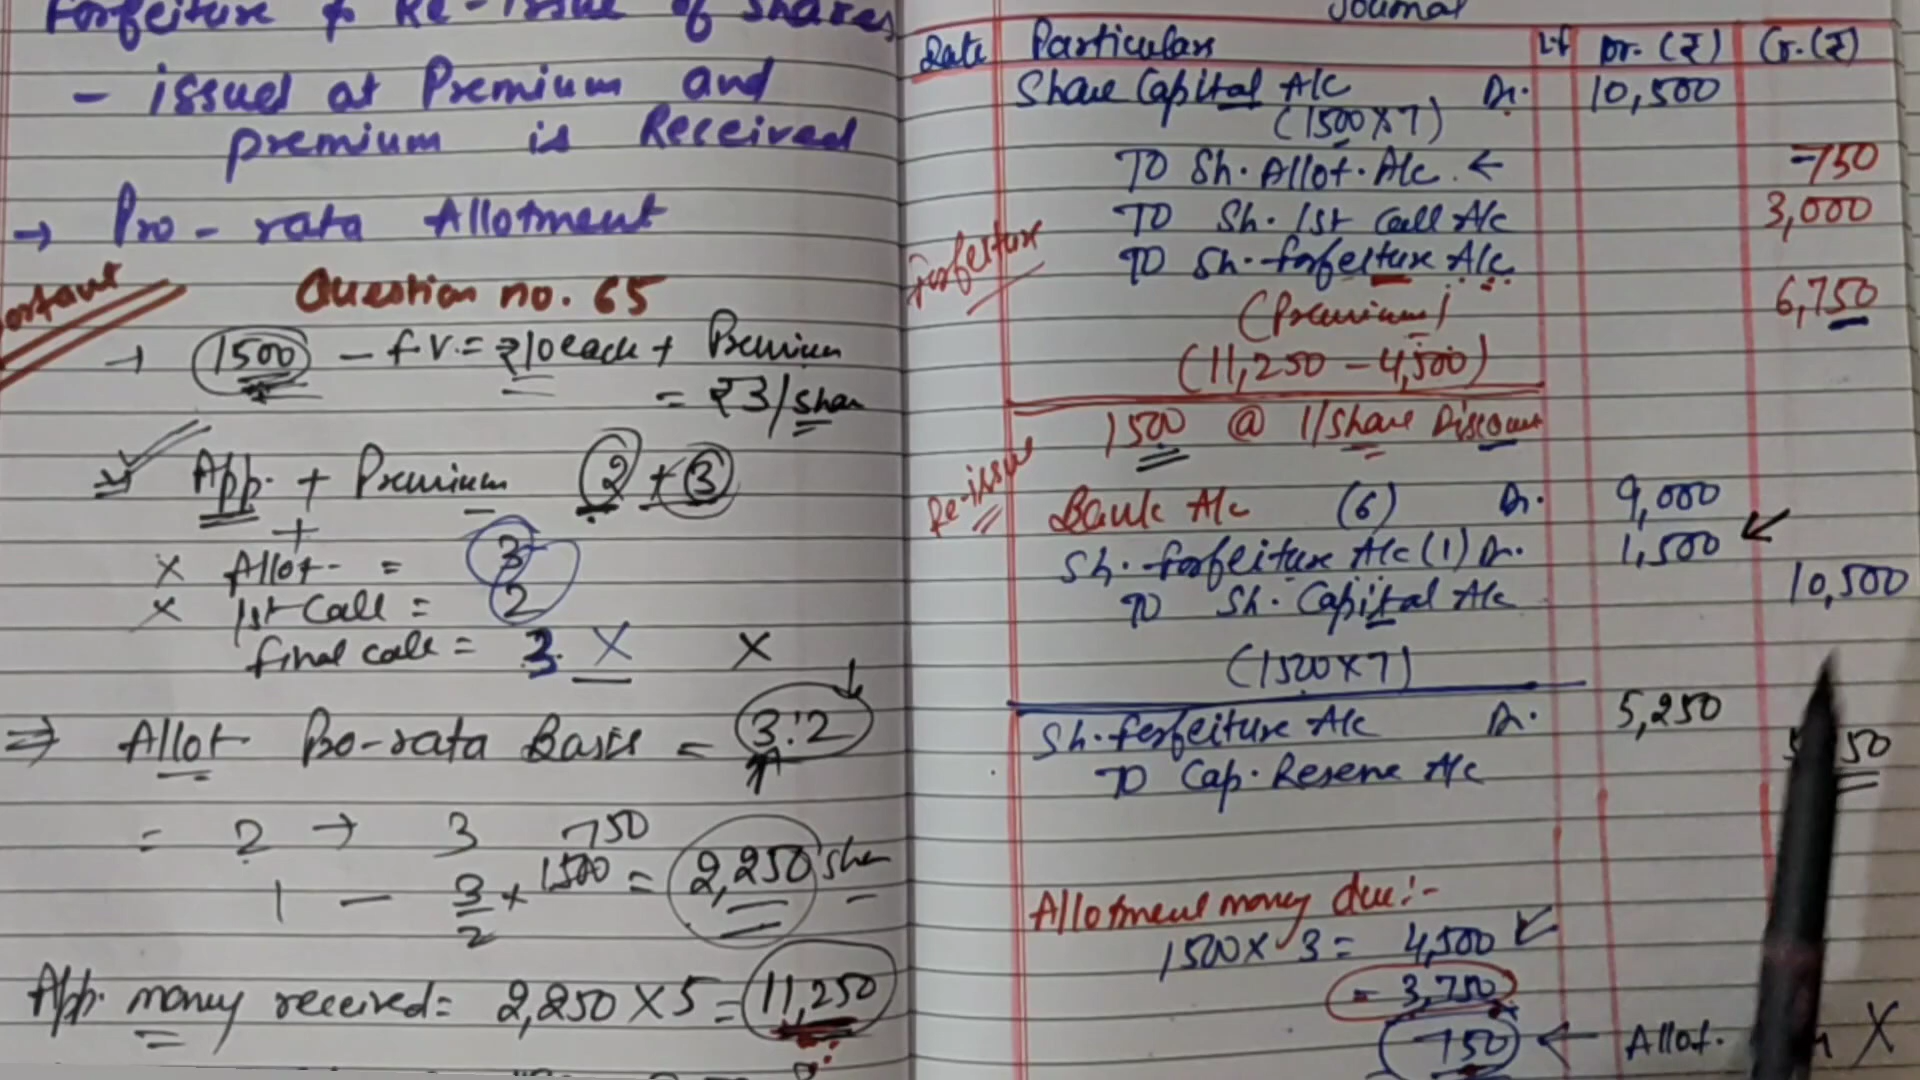 Forfeiture & Re-issue of Shares
- issued at Premium and
premium is Received
→ Pro-rata Allotment
Question no. 65
→ 1500 - f.v. = ₹10 each + Premium
= ₹3/share
App. + Premium 2 + 3
+
X Allot. = 3
X 1st Call = 2
final call = 3 X X
⇒ Allot Pro-rata Basis = 3:2
= 2 → 3 750
1 - 3/2 × 1500 = 2,250 share
App. money received = 2,250 × 5 = 11,250
Journal
Date Particulars L.f Dr. (₹) Cr. (₹)
Share Capital A/c Dr. 10,500
(1500×7)
TO Sh. Allot. A/c ← 750
TO Sh. 1st Call A/c 3,000
forfeiture TO Sh. forfeiture A/c
(Premium) 6,750
(11,250 - 4,500)
1500 @ 1/share Discount
Re-issue Bank A/c (6) Dr. 9,000
Sh. forfeiture A/c (1) Dr. 1,500
TO Sh. Capital A/c 10,500
(1500×7)
Sh. forfeiture A/c Dr. 5,250
TO Cap. Reserve A/c 50
Allotment money due:-
1500 × 3 = 4,500
- 3,750
750 ← Allot. X